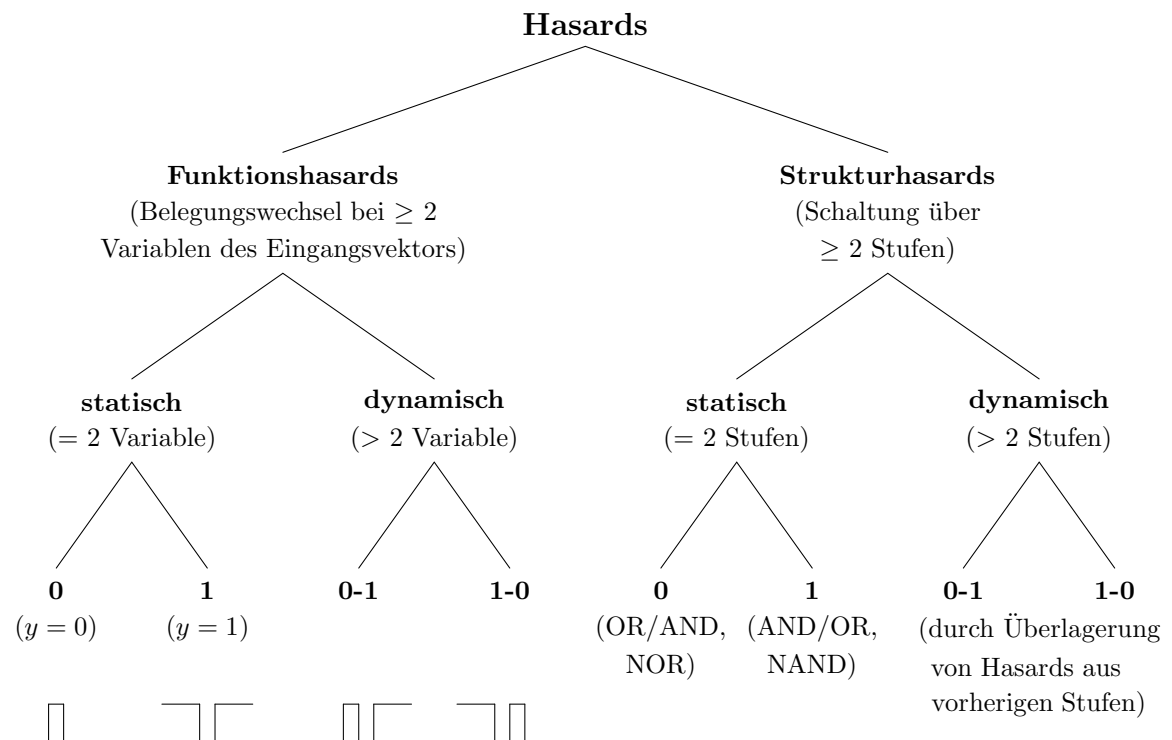 Hasards
Funktionshasards
(Belegungswechsel bei ≥ 2
Variablen des Eingangsvektors)
Strukturhasards
(Schaltung über
≥ 2 Stufen)
statisch
(= 2 Variable)
dynamisch
(> 2 Variable)
statisch
(= 2 Stufen)
dynamisch
(> 2 Stufen)
0
(y = 0)
1
(y = 1)
0-1
1-0
0
(OR/AND,
NOR)
1
(AND/OR,
NAND)
0-1
1-0
(durch Überlagerung
von Hasards aus
vorherigen Stufen)